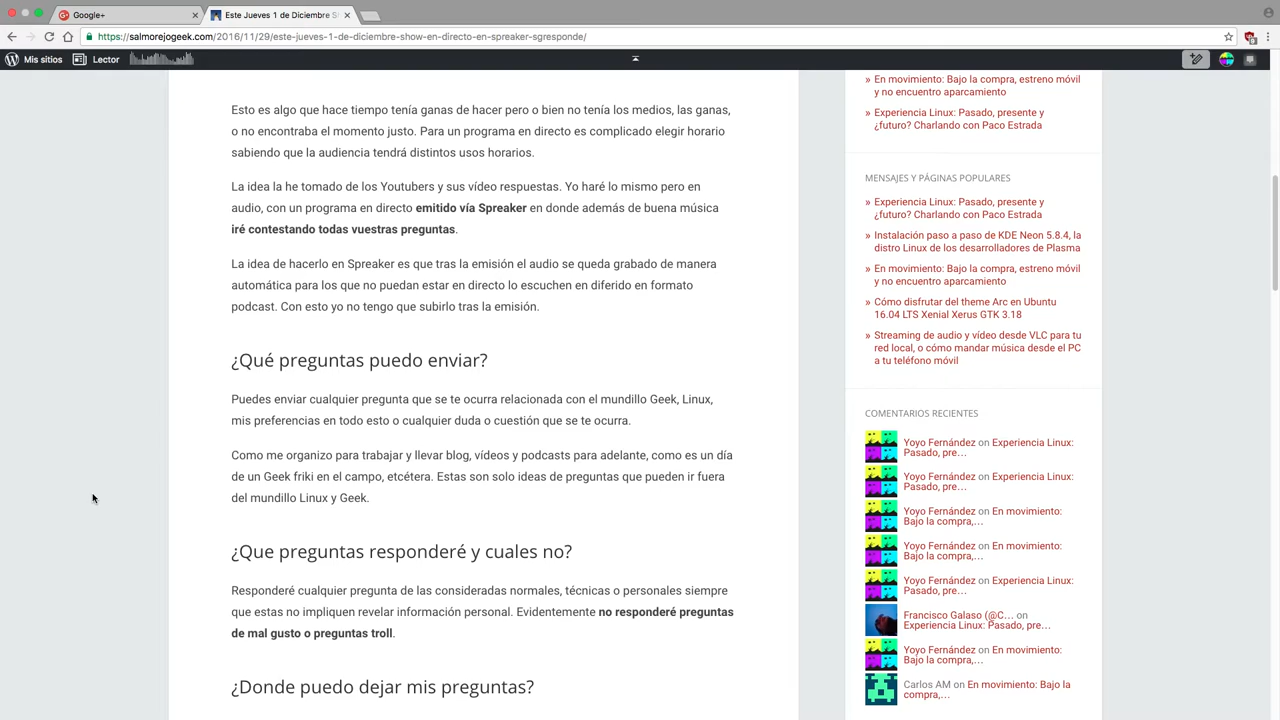 Google+
Este Jueves 1 de Diciembre S
https://salmorejogeek.com/2016/11/29/este-jueves-1-de-diciembre-show-en-directo-en-spreaker-sgresponde/
Mis sitios
Lector
Esto es algo que hace tiempo tenía ganas de hacer pero o bien no tenía los medios, las ganas,
o no encontraba el momento justo. Para un programa en directo es complicado elegir horario
sabiendo que la audiencia tendrá distintos usos horarios.
La idea la he tomado de los Youtubers y sus vídeo respuestas. Yo haré lo mismo pero en
audio, con un programa en directo emitido vía Spreaker en donde además de buena música
iré contestando todas vuestras preguntas.
La idea de hacerlo en Spreaker es que tras la emisión el audio se queda grabado de manera
automática para los que no puedan estar en directo lo escuchen en diferido en formato
podcast. Con esto yo no tengo que subirlo tras la emisión.
¿Qué preguntas puedo enviar?
Puedes enviar cualquier pregunta que se te ocurra relacionada con el mundillo Geek, Linux,
mis preferencias en todo esto o cualquier duda o cuestión que se te ocurra.
Como me organizo para trabajar y llevar blog, vídeos y podcasts para adelante, como es un día
de un Geek friki en el campo, etcétera. Estas son solo ideas de preguntas que pueden ir fuera
del mundillo Linux y Geek.
¿Que preguntas responderé y cuales no?
Responderé cualquier pregunta de las consideradas normales, técnicas o personales siempre
que estas no impliquen revelar información personal. Evidentemente no responderé preguntas
de mal gusto o preguntas troll.
¿Donde puedo dejar mis preguntas?
» En movimiento: Bajo la compra, estreno móvil
y no encuentro aparcamiento
» Experiencia Linux: Pasado, presente y
¿futuro? Charlando con Paco Estrada
MENSAJES Y PÁGINAS POPULARES
» Experiencia Linux: Pasado, presente y
¿futuro? Charlando con Paco Estrada
» Instalación paso a paso de KDE Neon 5.8.4, la
distro Linux de los desarrolladores de Plasma
» En movimiento: Bajo la compra, estreno móvil
y no encuentro aparcamiento
» Cómo disfrutar del theme Arc en Ubuntu
16.04 LTS Xenial Xerus GTK 3.18
» Streaming de audio y vídeo desde VLC para tu
red local, o cómo mandar música desde el PC
a tu teléfono móvil
COMENTARIOS RECIENTES
Yoyo Fernández on Experiencia Linux:
Pasado, pre…
Yoyo Fernández on Experiencia Linux:
Pasado, pre…
Yoyo Fernández on En movimiento:
Bajo la compra,…
Yoyo Fernández on En movimiento:
Bajo la compra,…
Yoyo Fernández on Experiencia Linux:
Pasado, pre…
Francisco Galaso (@C… on
Experiencia Linux: Pasado, pre…
Yoyo Fernández on En movimiento:
Bajo la compra,…
Carlos AM on En movimiento: Bajo la
compra,…